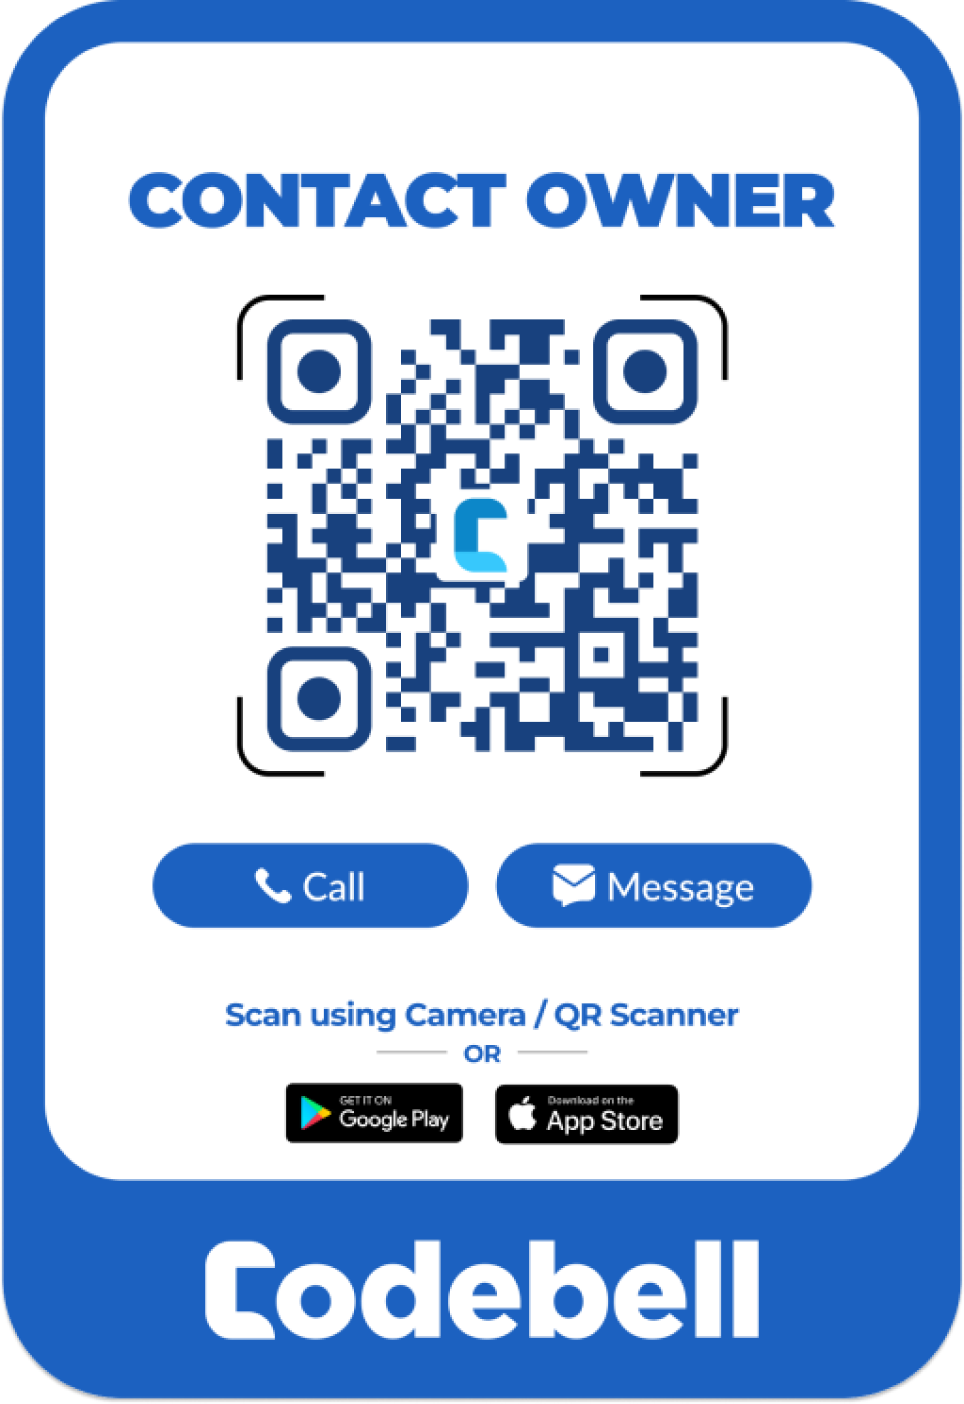 CONTACT OWNER
Call
Message
Scan using Camera / QR Scanner
OR
GET IT ON
Google Play
Download on the
App Store
Codebell